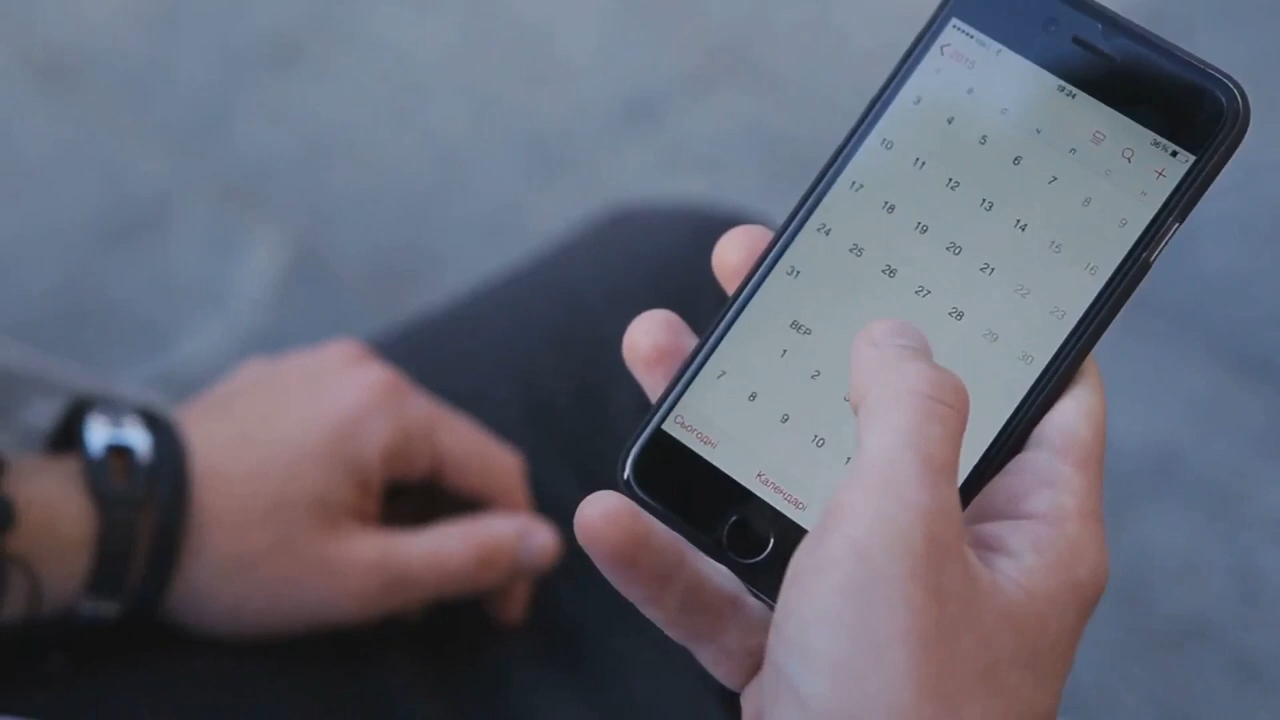 19:34
36%
2015
в с ч п с н
3 4 5 6 7 8 9
10 11 12 13 14 15 16
17 18 19 20 21 22 23
24 25 26 27 28 29 30
31
ВЕР
1 2
7 8 9 10
Сьогодні Календарі